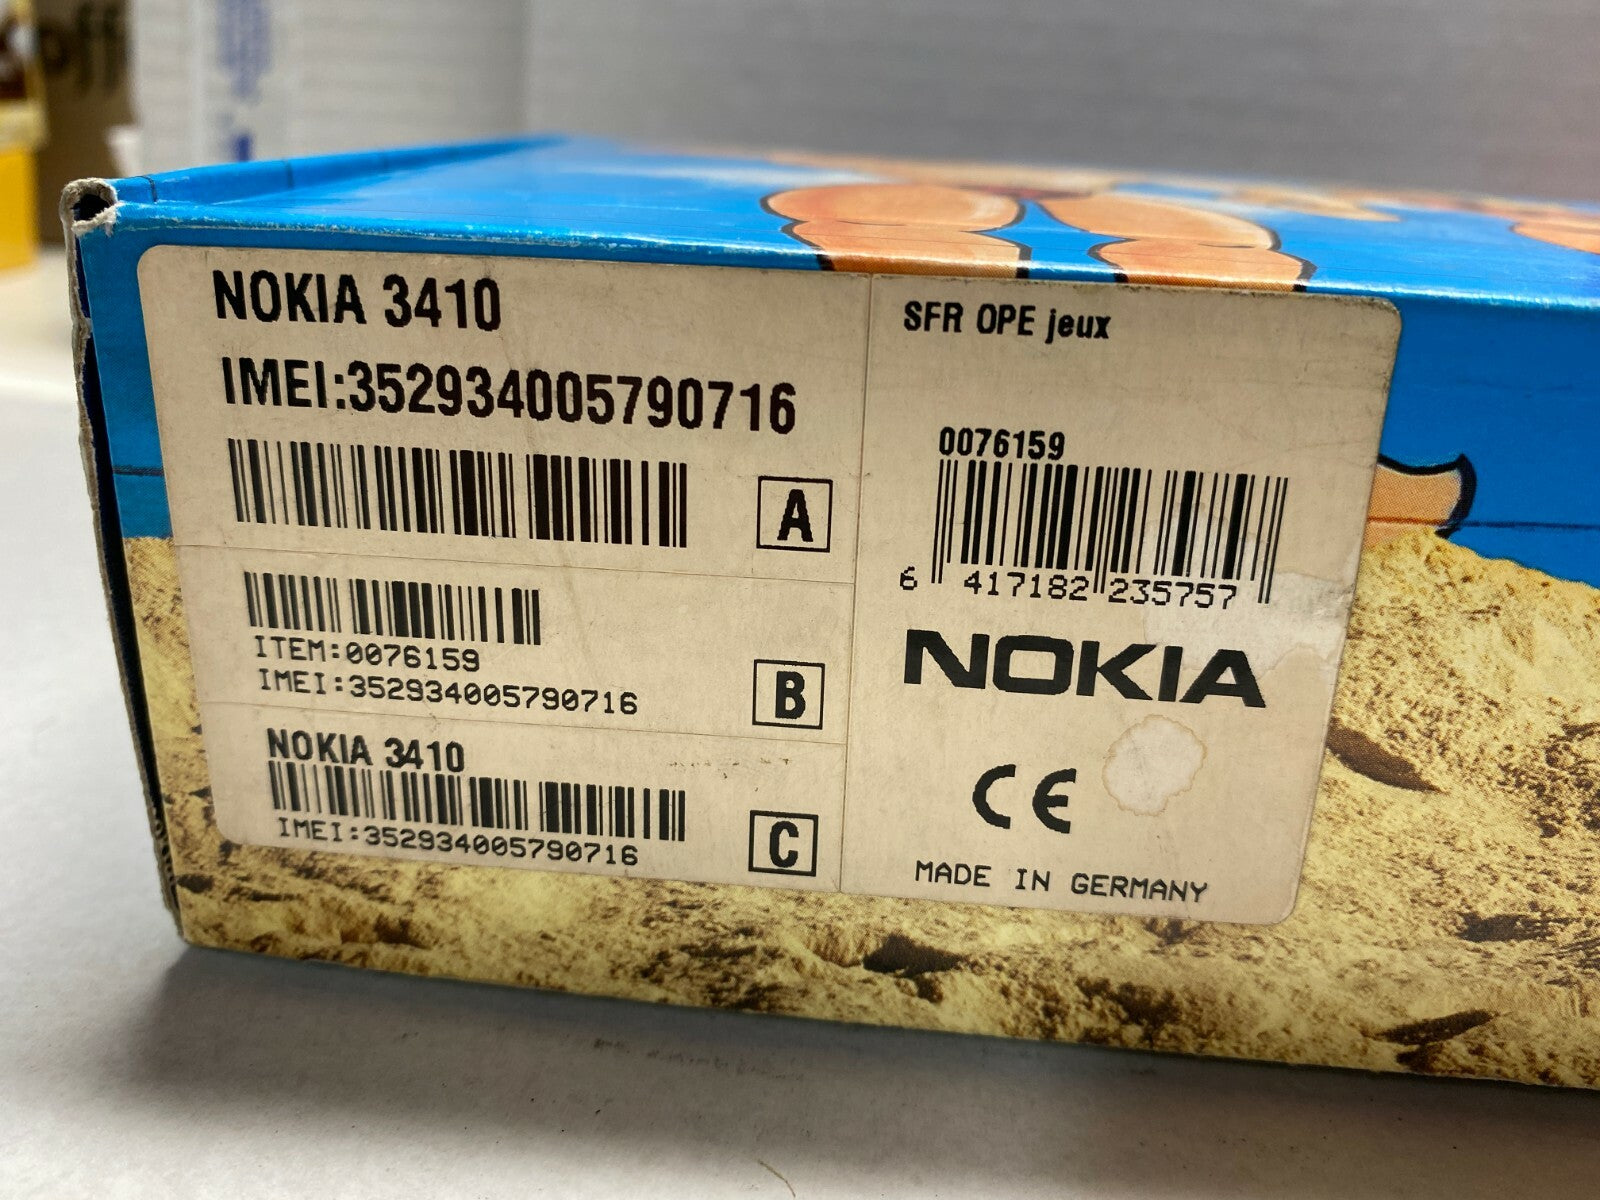 NOKIA 3410
IMEI:352934005790716
A
ITEM:0076159
IMEI:352934005790716
B
NOKIA 3410
IMEI:352934005790716
C
SFR OPE jeux
0076159
6 417182 235757
NOKIA
CE
MADE IN GERMANY